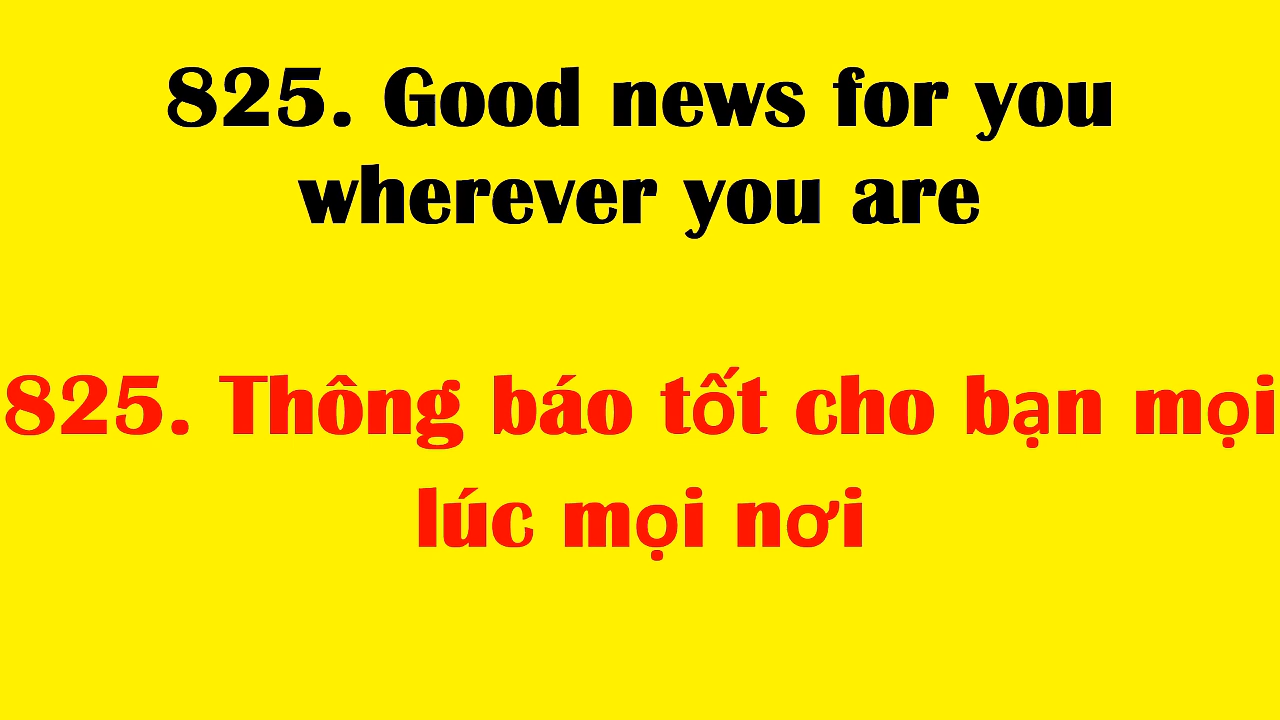 825. Good news for you
wherever you are
825. Thông báo tốt cho bạn mọi
lúc mọi nơi